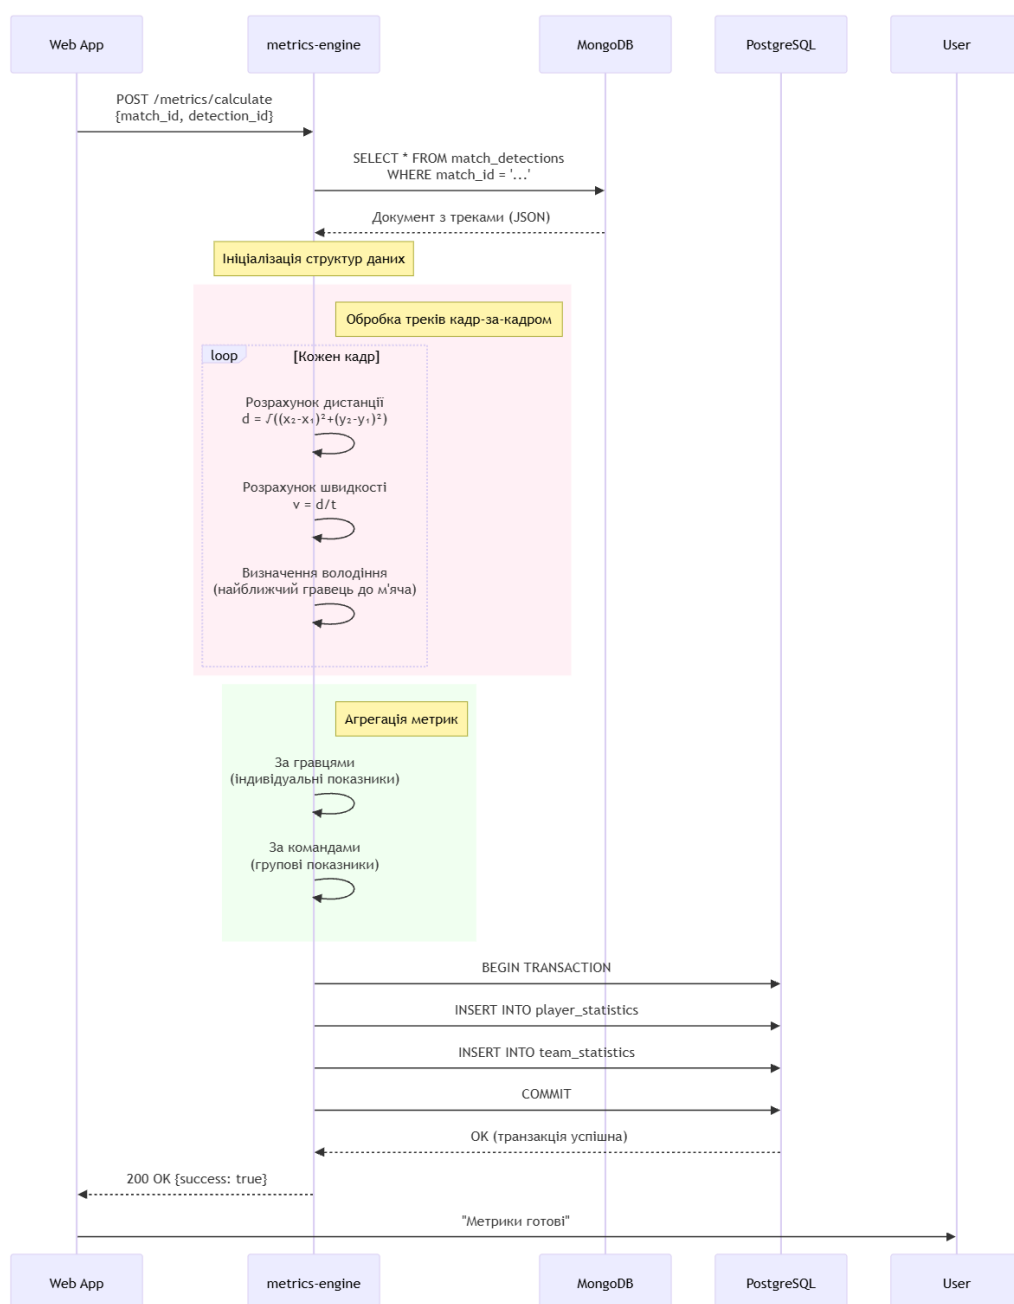 Web App
metrics-engine
MongoDB
PostgreSQL
User
POST /metrics/calculate
{match_id, detection_id}
SELECT * FROM match_detections
WHERE match_id = '...'
Документ з треками (JSON)
Ініціалізація структур даних
Обробка треків кадр-за-кадром
loop
[Кожен кадр]
Розрахунок дистанції
d = √((x₂-x₁)²+(y₂-y₁)²)
Розрахунок швидкості
v = d/t
Визначення володіння
(найближчий гравець до м'яча)
Агрегація метрик
За гравцями
(індивідуальні показники)
За командами
(групові показники)
BEGIN TRANSACTION
INSERT INTO player_statistics
INSERT INTO team_statistics
COMMIT
OK (транзакція успішна)
200 OK {success: true}
"Метрики готові"
Web App
metrics-engine
MongoDB
PostgreSQL
User